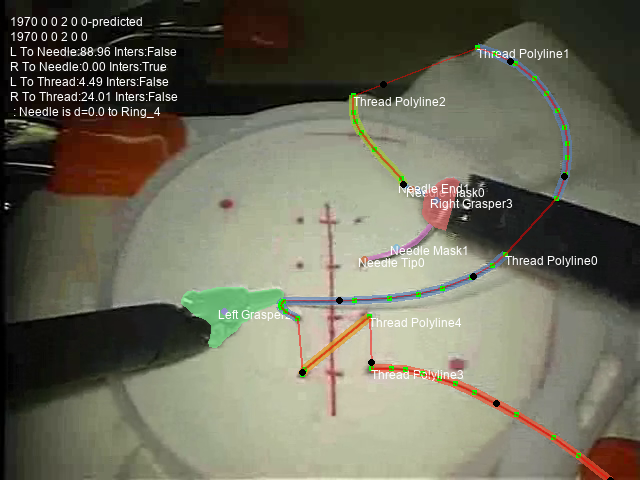 1970 0 0 2 0 0-predicted
1970 0 0 2 0 0
L To Needle:88.96 Inters:False
R To Needle:0.00 Inters:True
L To Thread:4.49 Inters:False
R To Thread:24.01 Inters:False
: Needle is d=0.0 to Ring_4
Thread Polyline1
Thread Polyline2
Needle End1
Right Grasper3
Needle Mask1
Needle Tip0
Thread Polyline0
Left Grasper
Thread Polyline4
Thread Polyline3